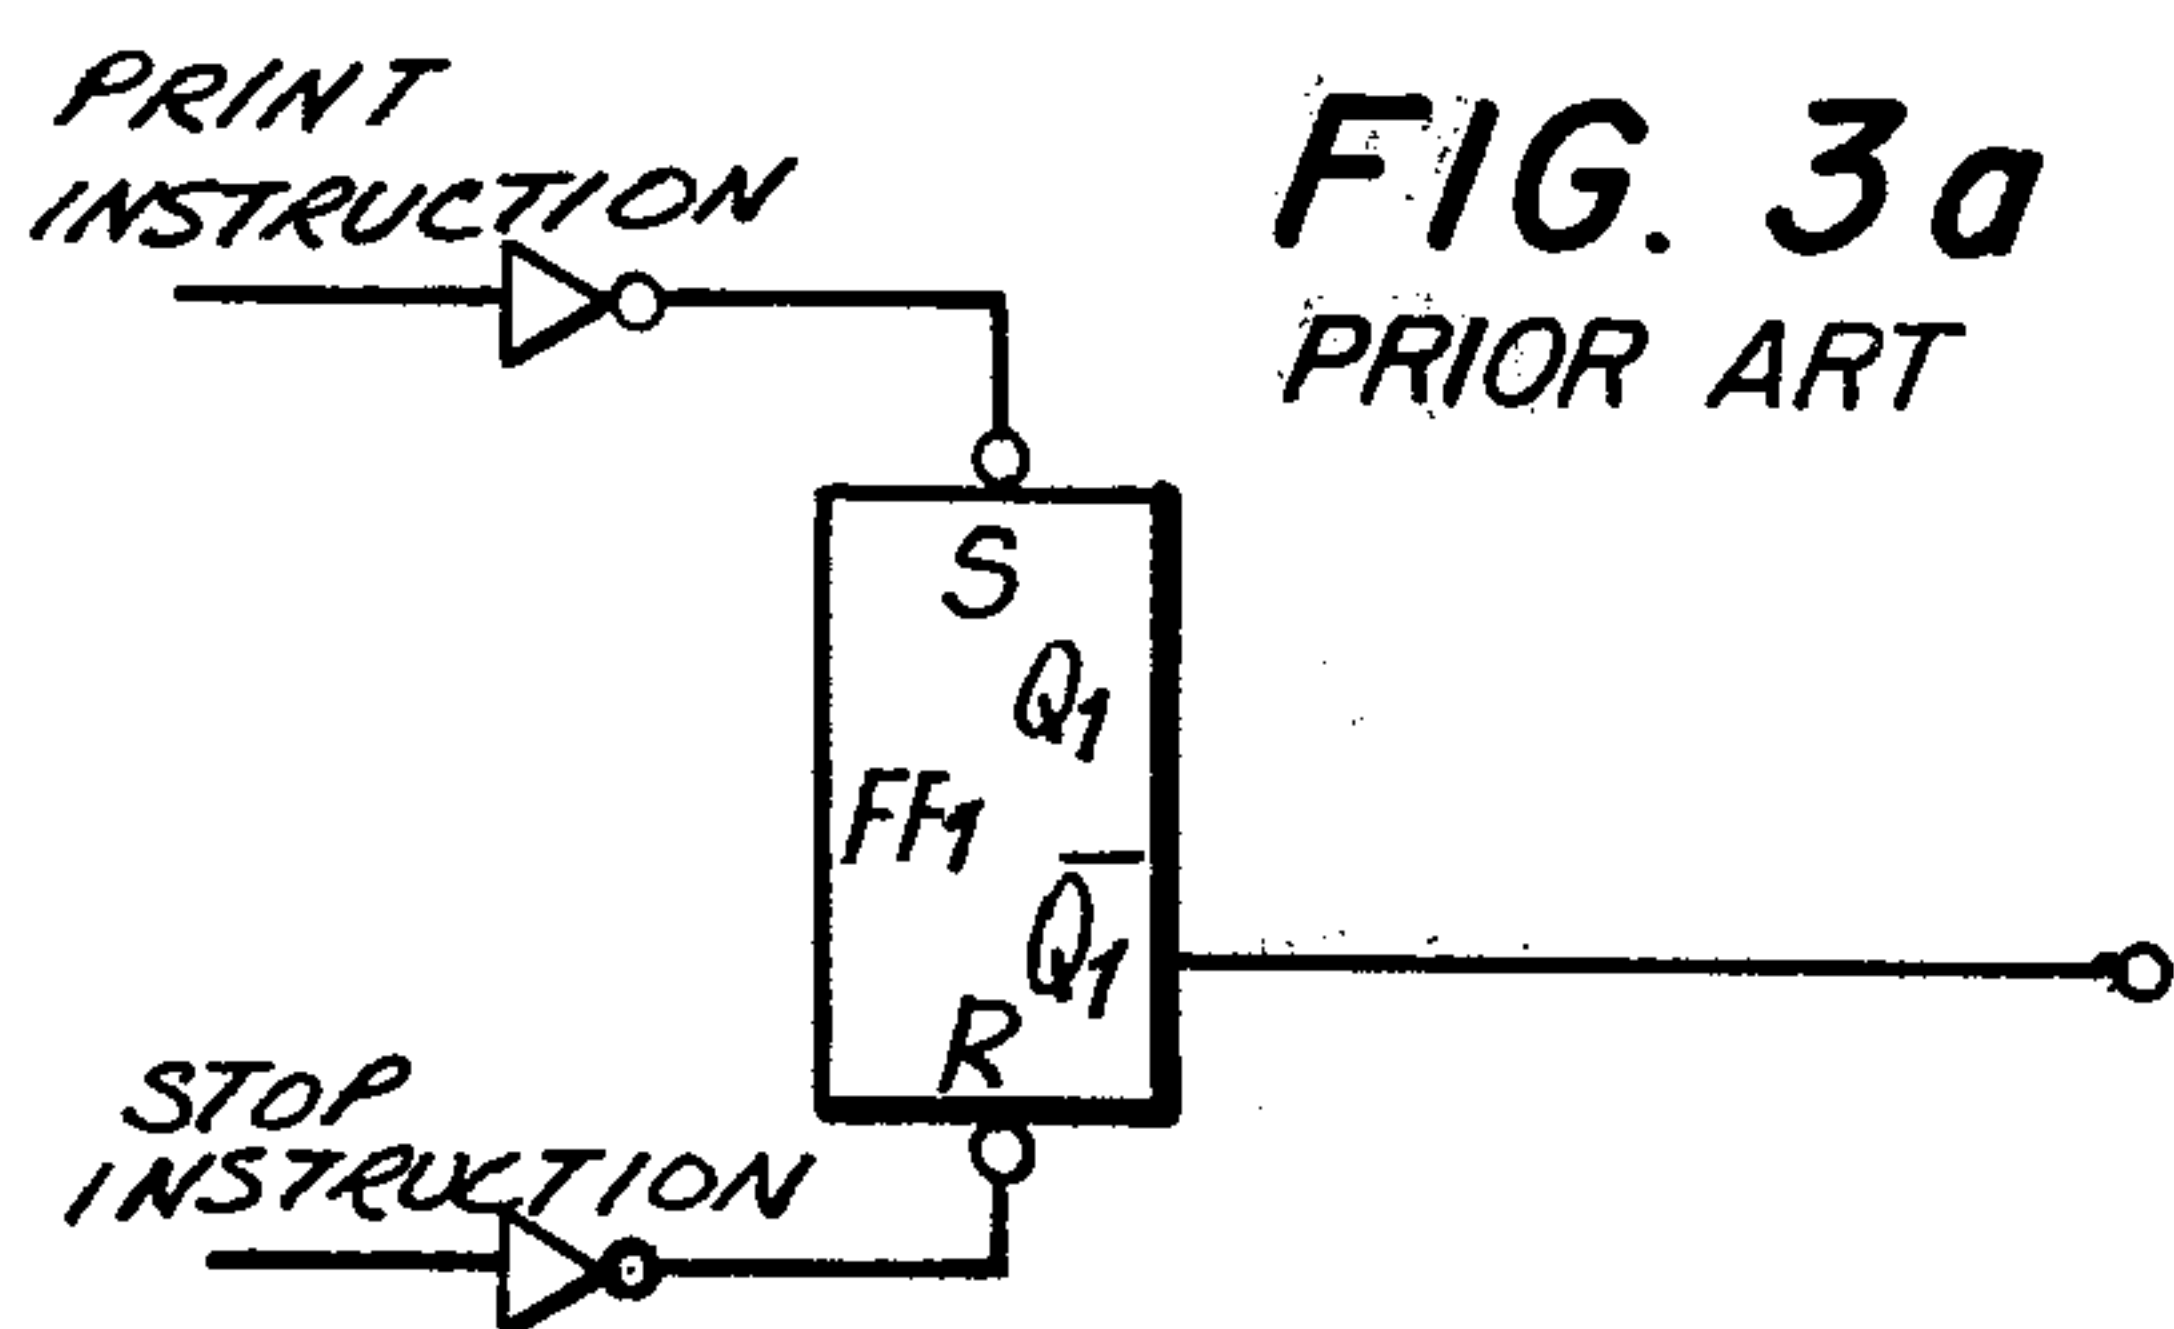 PRINT
INSTRUCTION
FIG. 3a
PRIOR ART
S
Q1
FF1
Q̅1
R
STOP
INSTRUCTION